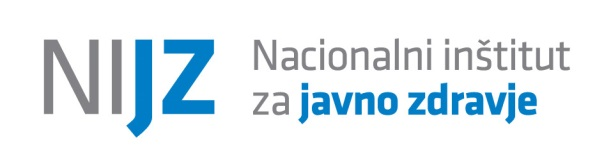 NIJZ
Nacionalni inštitut
za javno zdravje